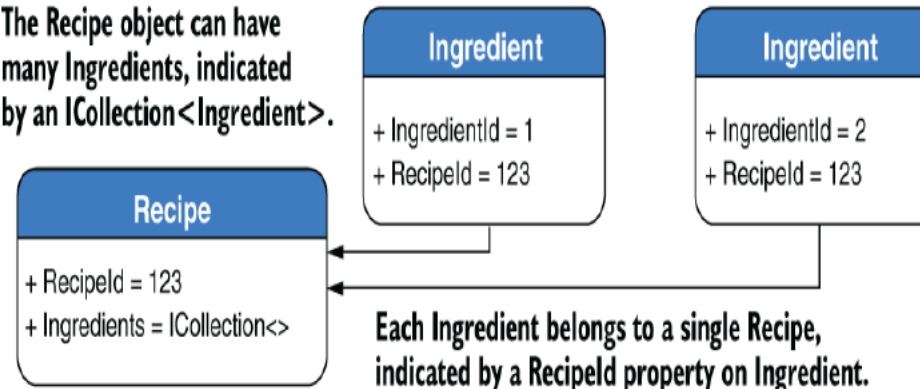 The Recipe object can have
many Ingredients, indicated
by an ICollection<Ingredient>.
Ingredient
+ IngredientId = 1
+ RecipeId = 123
Ingredient
+ IngredientId = 2
+ RecipeId = 123
Recipe
+ RecipeId = 123
+ Ingredients = ICollection<>
Each Ingredient belongs to a single Recipe,
indicated by a RecipeId property on Ingredient.